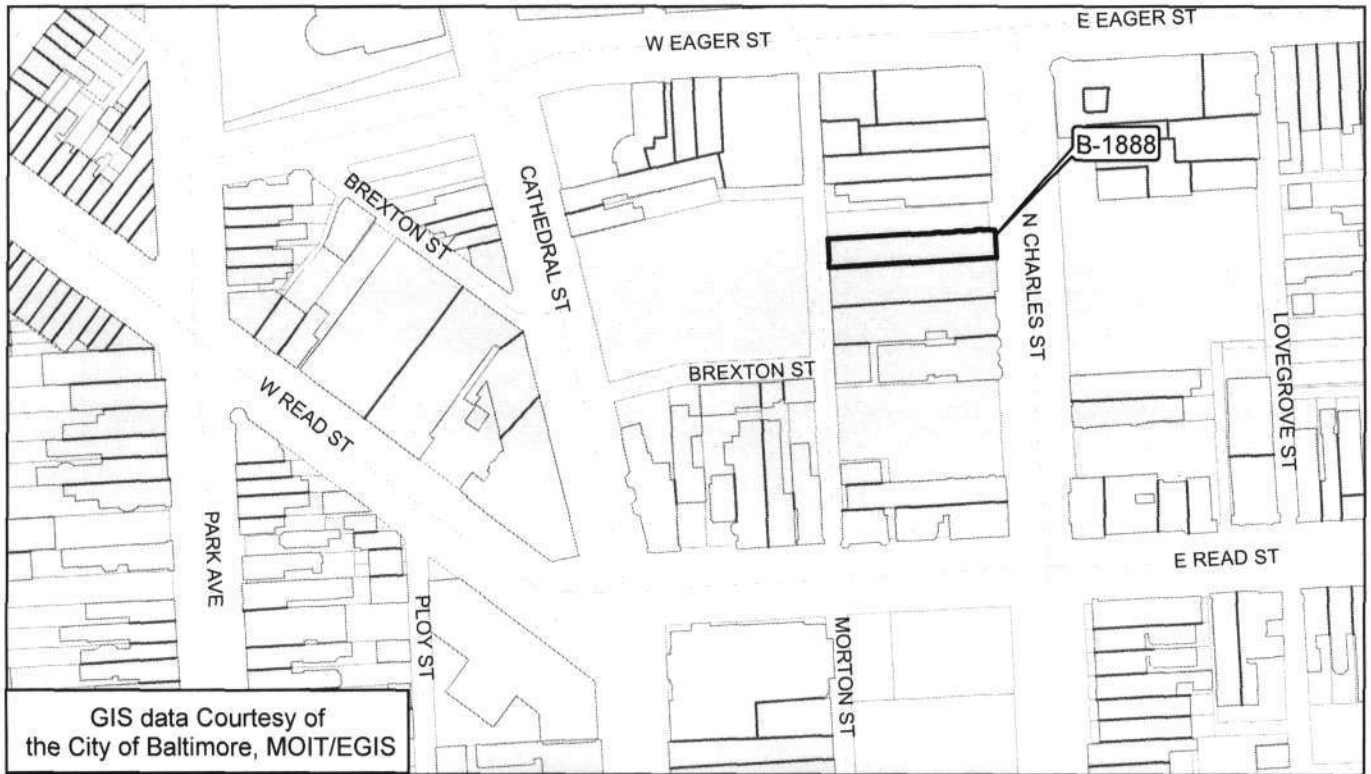 E EAGER ST
W EAGER ST
B-1888
BREXTON ST
CATHEDRAL ST
N CHARLES ST
LOVEGROVE ST
BREXTON ST
W READ ST
PARK AVE
PLOY ST
E READ ST
MORTON ST
GIS data Courtesy of
the City of Baltimore, MOIT/EGIS